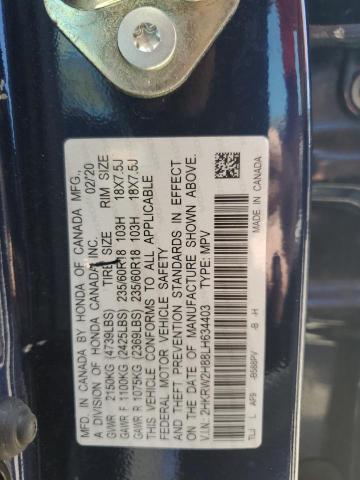 MFD. IN CANADA BY HONDA OF CANADA MFG.,
A DIVISION OF HONDA CANADA INC. 02/20
TIRE SIZE RIM SIZE
GVWR 2150KG (4739LBS)
GAWR F 1100KG (2425LBS) 235/60R18 103H 18X7.5J
GAWR R 1075KG (2369LBS) 235/60R18 103H 18X7.5J
THIS VEHICLE CONFORMS TO ALL APPLICABLE
FEDERAL MOTOR VEHICLE SAFETY
AND THEFT PREVENTION STANDARDS IN EFFECT
ON THE DATE OF MANUFACTURE SHOWN ABOVE.
V.I.N. 2HKRW2H88LH634403 TYPE: MPV
TLJ L AF9 -B588PV -B -H CANADA